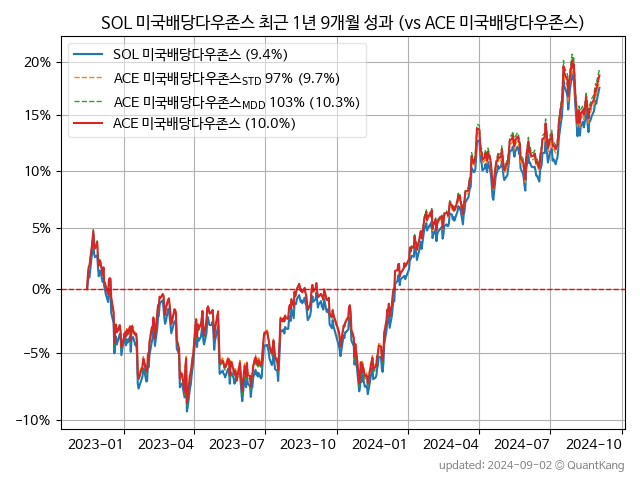 SOL 미국배당다우존스 최근 1년 9개월 성과 (vs ACE 미국배당다우존스)
SOL 미국배당다우존스 (9.4%)
ACE 미국배당다우존스STD 97% (9.7%)
ACE 미국배당다우존스MDD 103% (10.3%)
ACE 미국배당다우존스 (10.0%)
20%
15%
10%
5%
0%
−5%
−10%
2023-01 2023-04 2023-07 2023-10 2024-01 2024-04 2024-07 2024-10
updated: 2024-09-02 © QuantKang